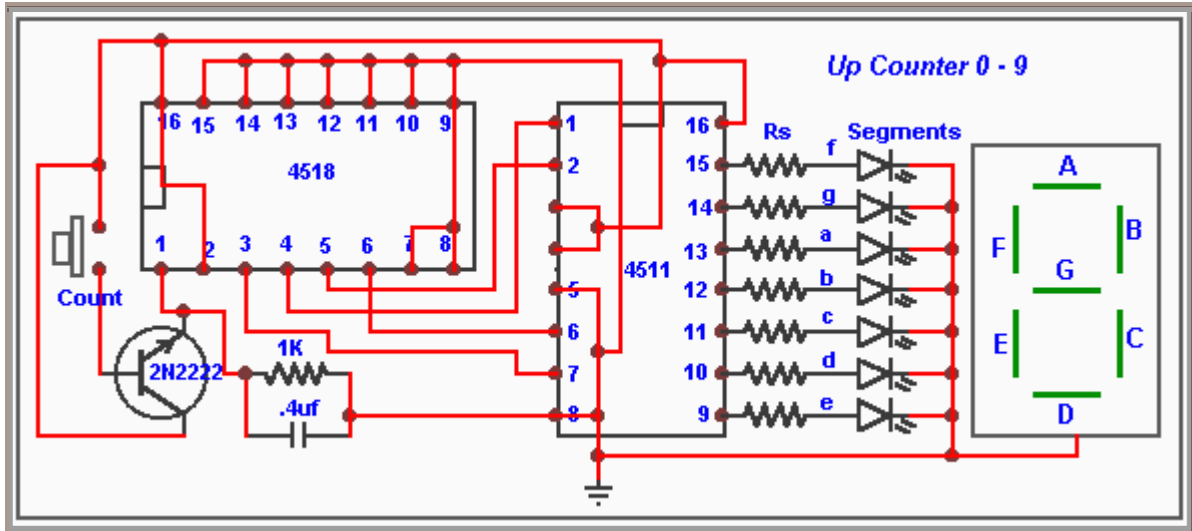 Up Counter 0 - 9
16 15 14 13 12 11 10 9
4518
1 2 3 4 5 6 7 8
Count
2N2222
1K
.4uf
1 16
2 15
14
13
4511
5 12
6 11
7 10
8 9
Rs Segments
f
g
a
b
c
d
e
A
F B
G
E C
D